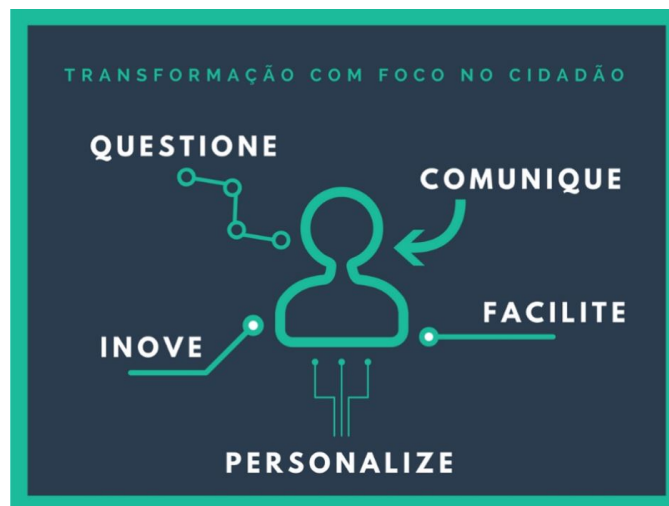 TRANSFORMAÇÃO COM FOCO NO CIDADÃO
QUESTIONE
COMUNIQUE
FACILITE
INOVE
PERSONALIZE